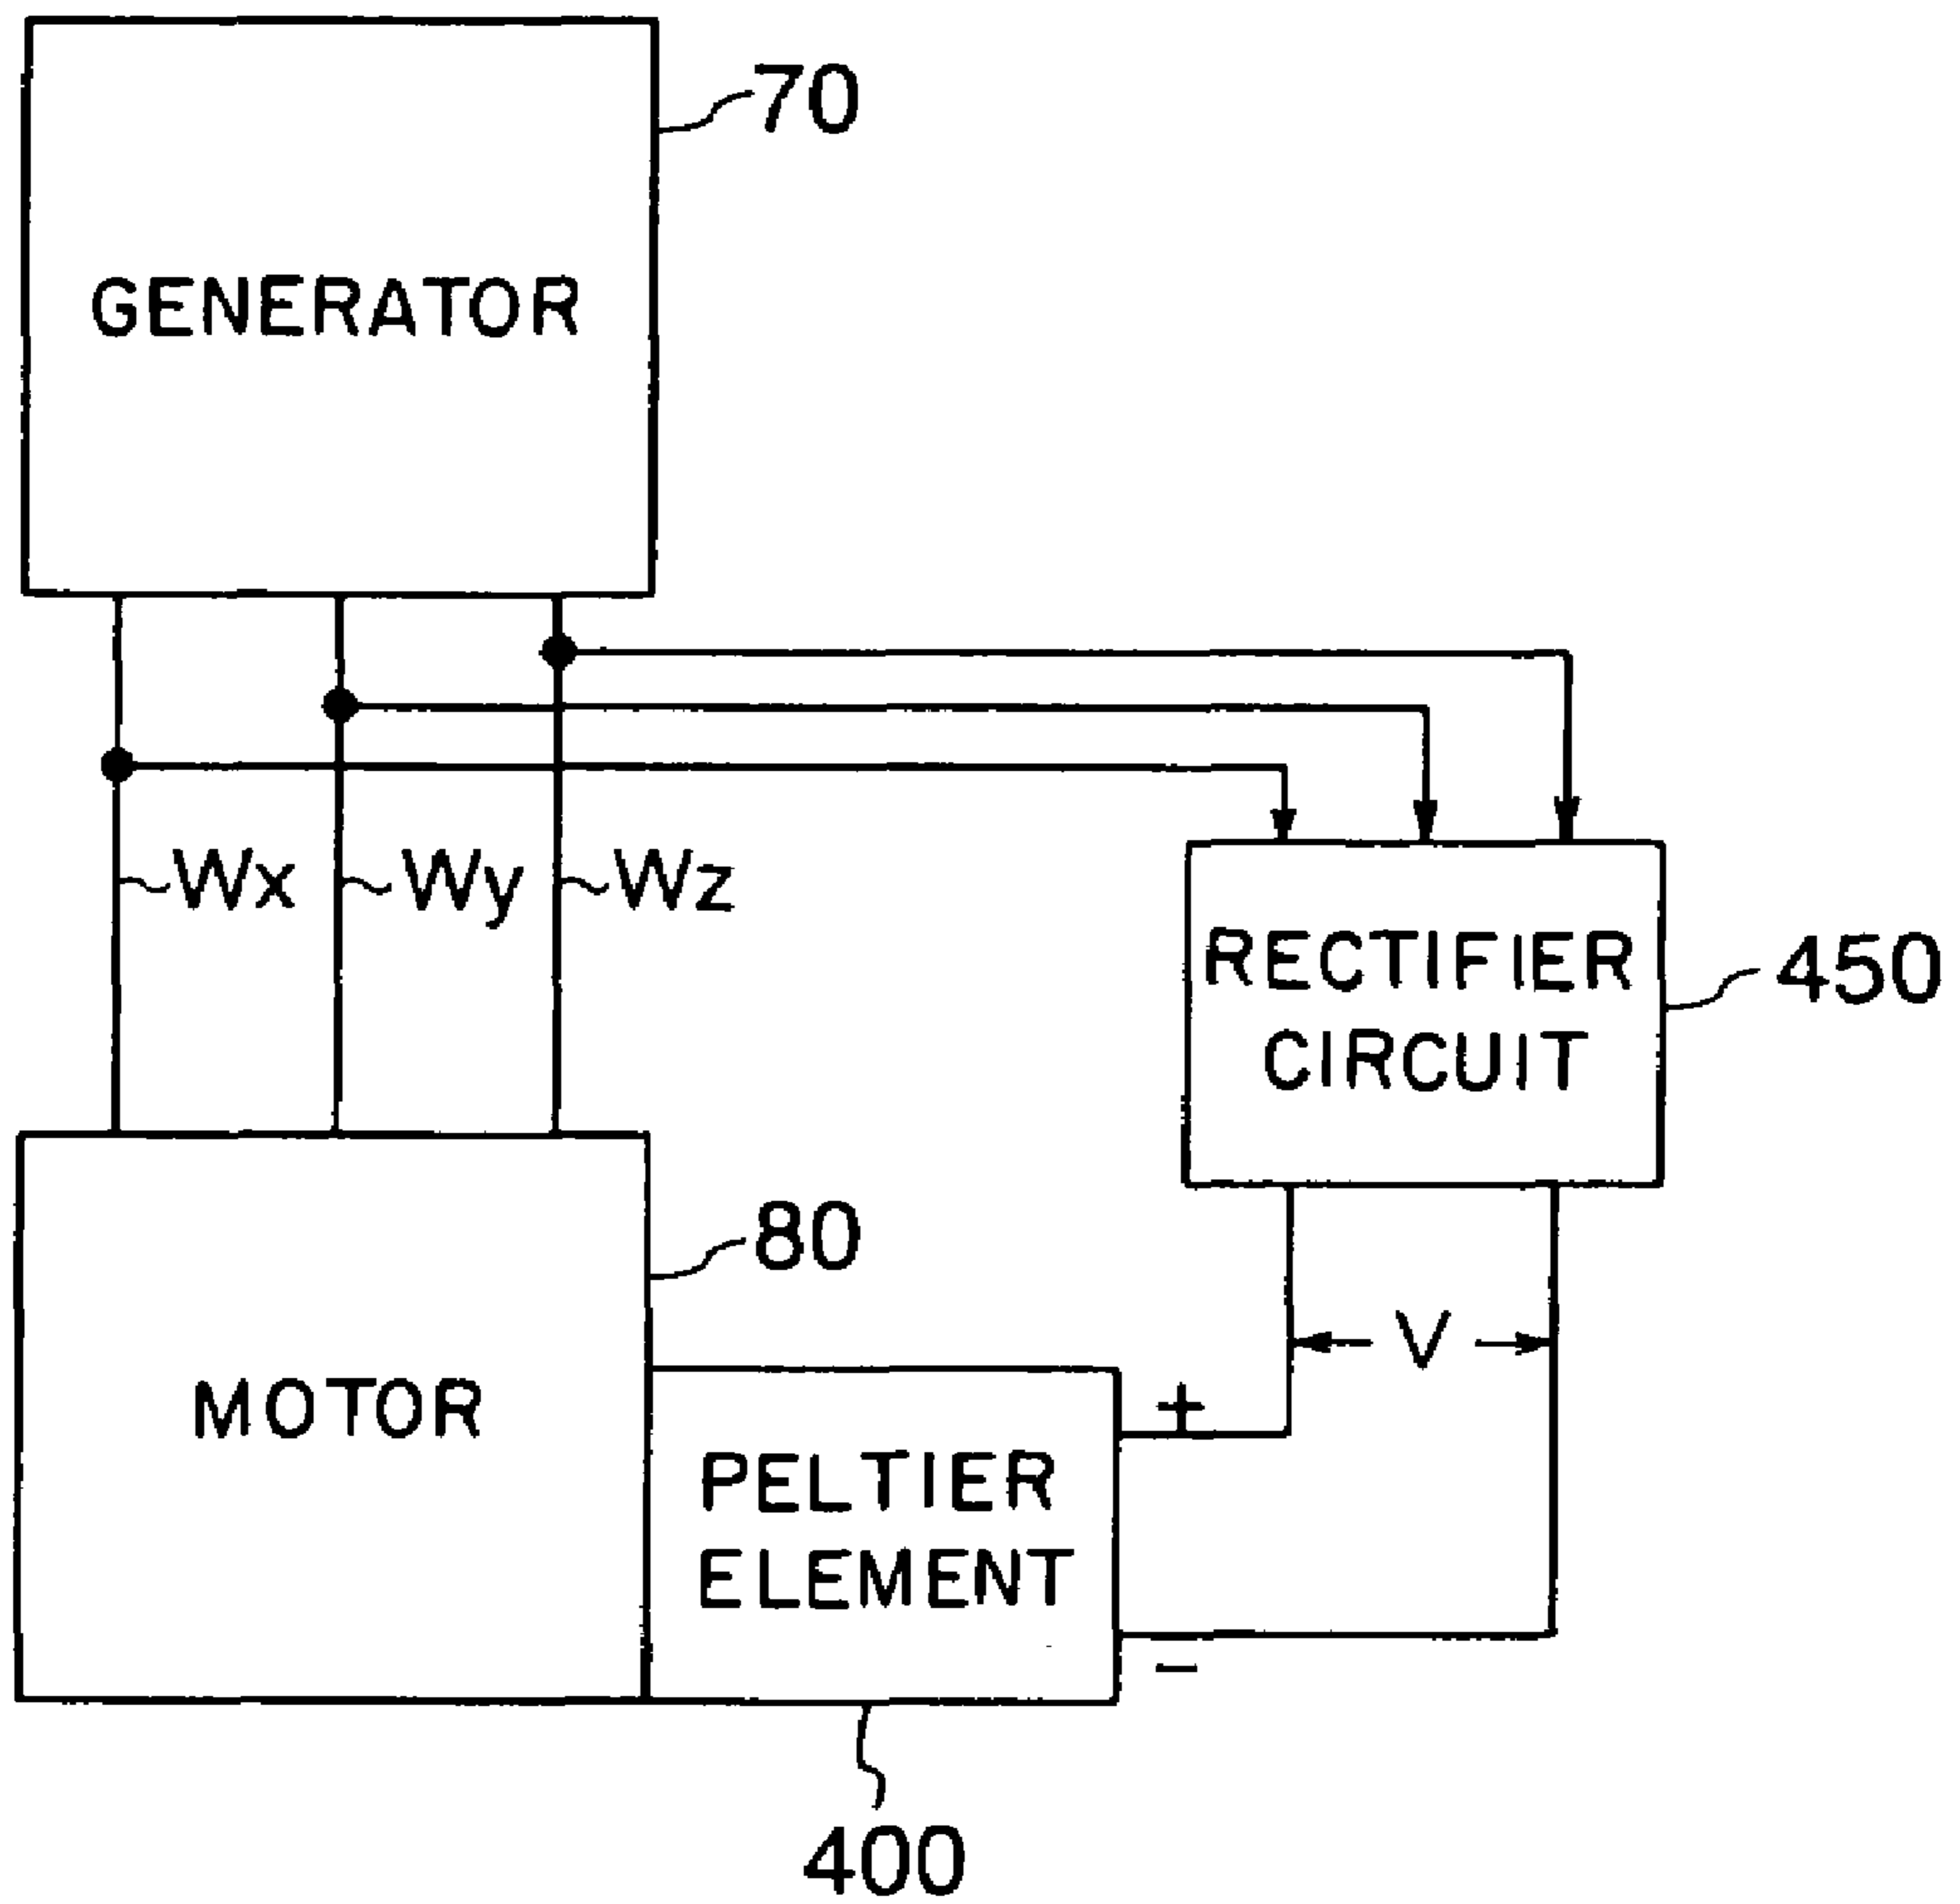 70
GENERATOR
Wx
Wy
Wz
RECTIFIER
CIRCUIT
450
80
V
MOTOR
+
PELTIER
ELEMENT
−
400